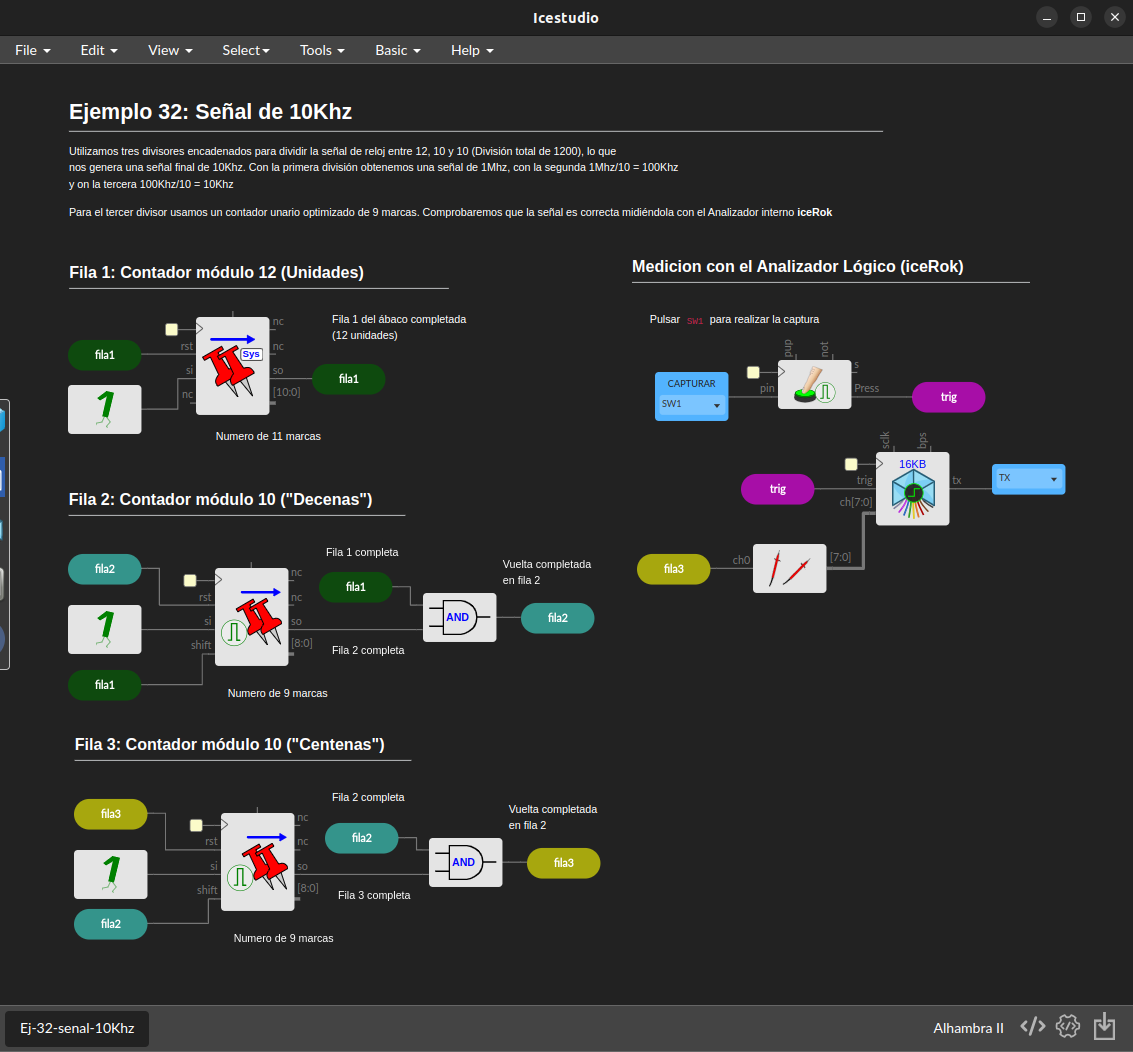 Icestudio
File Edit View Select Tools Basic Help
Ejemplo 32: Señal de 10Khz
Utilizamos tres divisores encadenados para dividir la señal de reloj entre 12, 10 y 10 (División total de 1200), lo que
nos genera una señal final de 10Khz. Con la primera división obtenemos una señal de 1Mhz, con la segunda 1Mhz/10 = 100Khz
y on la tercera 100Khz/10 = 10Khz
Para el tercer divisor usamos un contador unario optimizado de 9 marcas. Comprobaremos que la señal es correcta midiéndola con el Analizador interno iceRok
Fila 1: Contador módulo 12 (Unidades)
fila1
rst
si
nc
Sys
nc
nc
so
[10:0]
Fila 1 del ábaco completada
(12 unidades)
fila1
1
Numero de 11 marcas
Fila 2: Contador módulo 10 ("Decenas")
fila2
1
fila1
rst
si
shift
nc
nc
so
[8:0]
Fila 1 completa
fila1
AND
Fila 2 completa
Vuelta completada
en fila 2
fila2
Numero de 9 marcas
Fila 3: Contador módulo 10 ("Centenas")
fila3
1
fila2
rst
si
shift
nc
nc
so
[8:0]
Fila 2 completa
fila2
AND
Fila 3 completa
Vuelta completada
en fila 2
fila3
Numero de 9 marcas
Medicion con el Analizador Lógico (iceRok)
Pulsar SW1 para realizar la captura
CAPTURAR
SW1
pup
not
pin
s
Press
trig
sclk
bps
trig
16KB
trig
ch[7:0]
tx
TX
fila3
ch0
[7:0]
Ej-32-senal-10Khz
Alhambra II